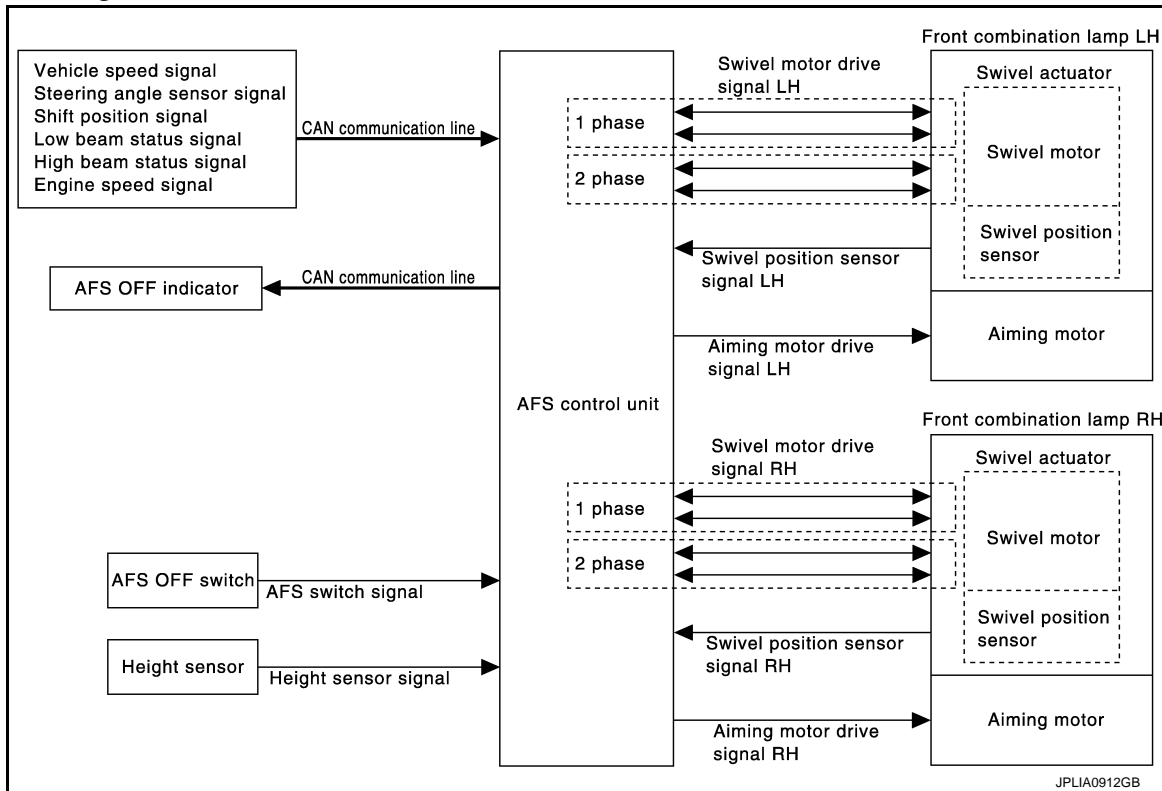 Front combination lamp LH
Vehicle speed signal
Steering angle sensor signal
Shift position signal
Low beam status signal
High beam status signal
Engine speed signal
CAN communication line
AFS OFF indicator
CAN communication line
AFS OFF switch
AFS switch signal
Height sensor
Height sensor signal
AFS control unit
Swivel motor drive
signal LH
1 phase
2 phase
Swivel position sensor
signal LH
Aiming motor drive
signal LH
Swivel actuator
Swivel motor
Swivel position
sensor
Aiming motor
Front combination lamp RH
Swivel motor drive
signal RH
1 phase
2 phase
Swivel position sensor
signal RH
Aiming motor drive
signal RH
Swivel actuator
Swivel motor
Swivel position
sensor
Aiming motor
JPLIA0912GB